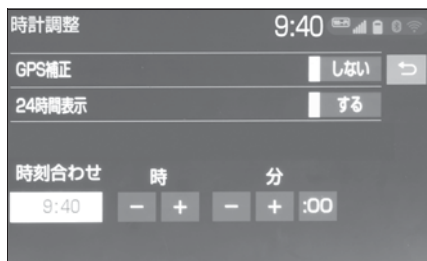 時計調整 9:40
GPS補正 しない
24時間表示 する
時刻合わせ 時 分
9:40 - + - + :00